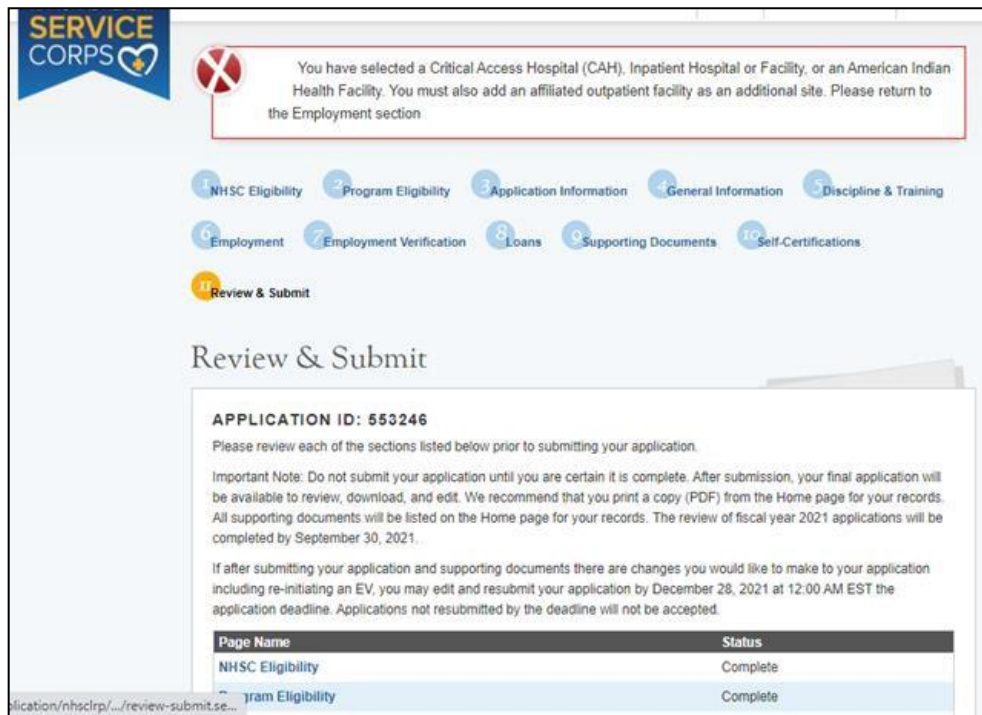 SERVICE
CORPS
You have selected a Critical Access Hospital (CAH), Inpatient Hospital or Facility, or an American Indian
Health Facility. You must also add an affiliated outpatient facility as an additional site. Please return to
the Employment section
1 NHSC Eligibility 2 Program Eligibility 3 Application Information 4 General Information 5 Discipline & Training
6 Employment 7 Employment Verification 8 Loans 9 Supporting Documents 10 Self-Certifications
11 Review & Submit
Review & Submit
APPLICATION ID: 553246
Please review each of the sections listed below prior to submitting your application.
Important Note: Do not submit your application until you are certain it is complete. After submission, your final application will
be available to review, download, and edit. We recommend that you print a copy (PDF) from the Home page for your records.
All supporting documents will be listed on the Home page for your records. The review of fiscal year 2021 applications will be
completed by September 30, 2021.
If after submitting your application and supporting documents there are changes you would like to make to your application
including re-initiating an EV, you may edit and resubmit your application by December 28, 2021 at 12:00 AM EST the
application deadline. Applications not resubmitted by the deadline will not be accepted.
Page Name Status
NHSC Eligibility Complete
Program Eligibility Complete
plication/nhsclrp/.../review-submit.se...